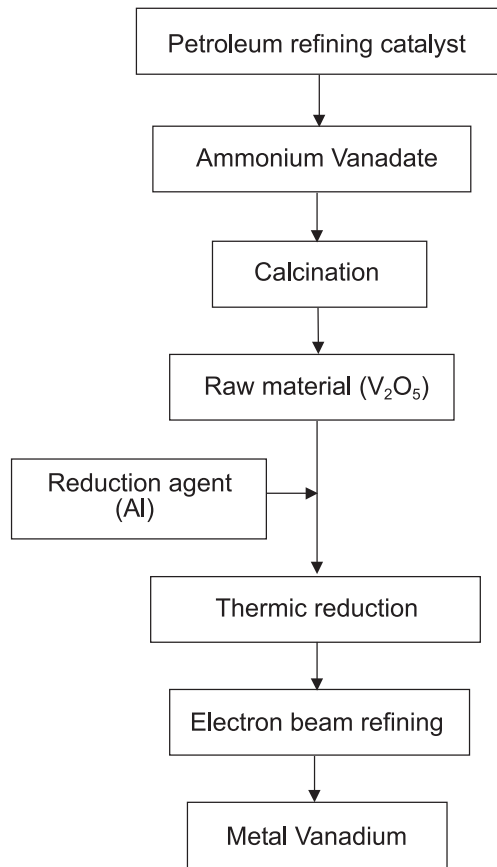 Petroleum refining catalyst
Ammonium Vanadate
Calcination
Raw material (V₂O₅)
Reduction agent
(Al)
Thermic reduction
Electron beam refining
Metal Vanadium